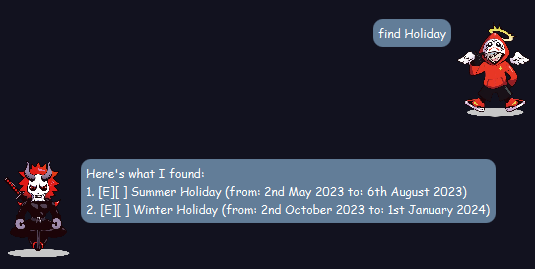 find Holiday
Here's what I found:
1. [E][ ] Summer Holiday (from: 2nd May 2023 to: 6th August 2023)
2. [E][ ] Winter Holiday (from: 2nd October 2023 to: 1st January 2024)